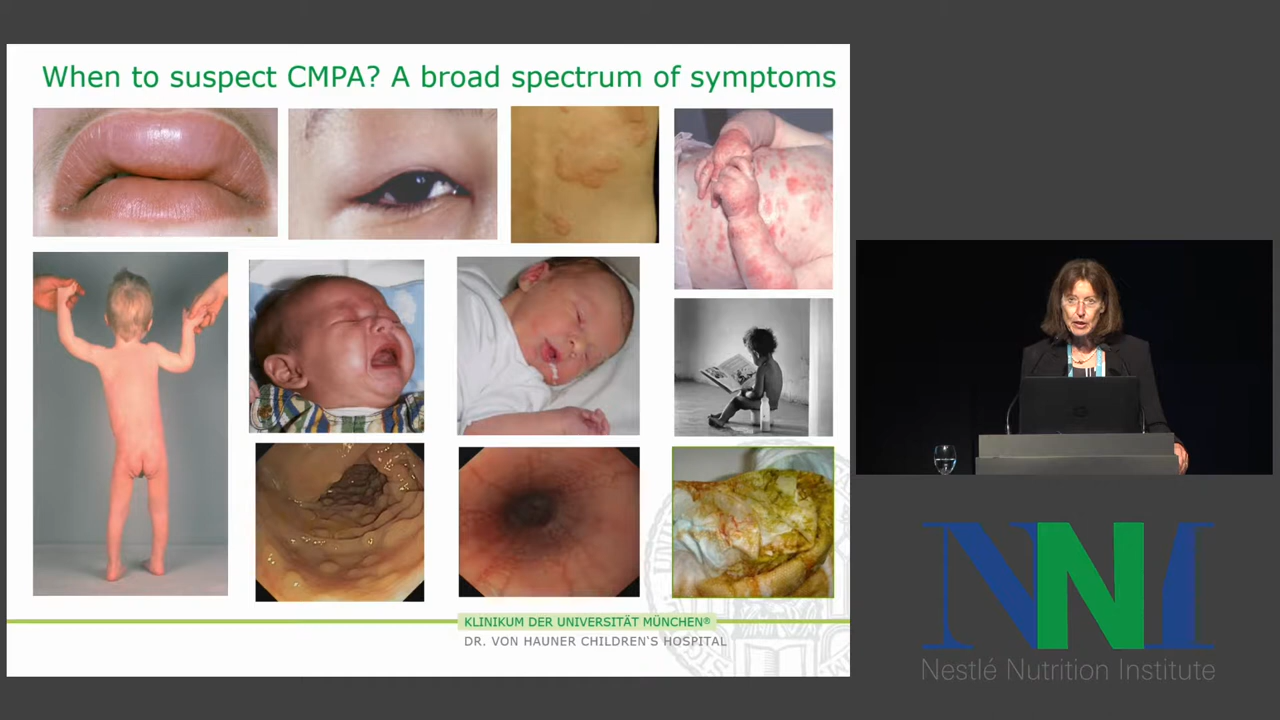 When to suspect CMPA? A broad spectrum of symptoms
KLINIKUM DER UNIVERSITÄT MÜNCHEN®
DR. VON HAUNER CHILDREN'S HOSPITAL
NNI
Nestlé Nutrition Institute